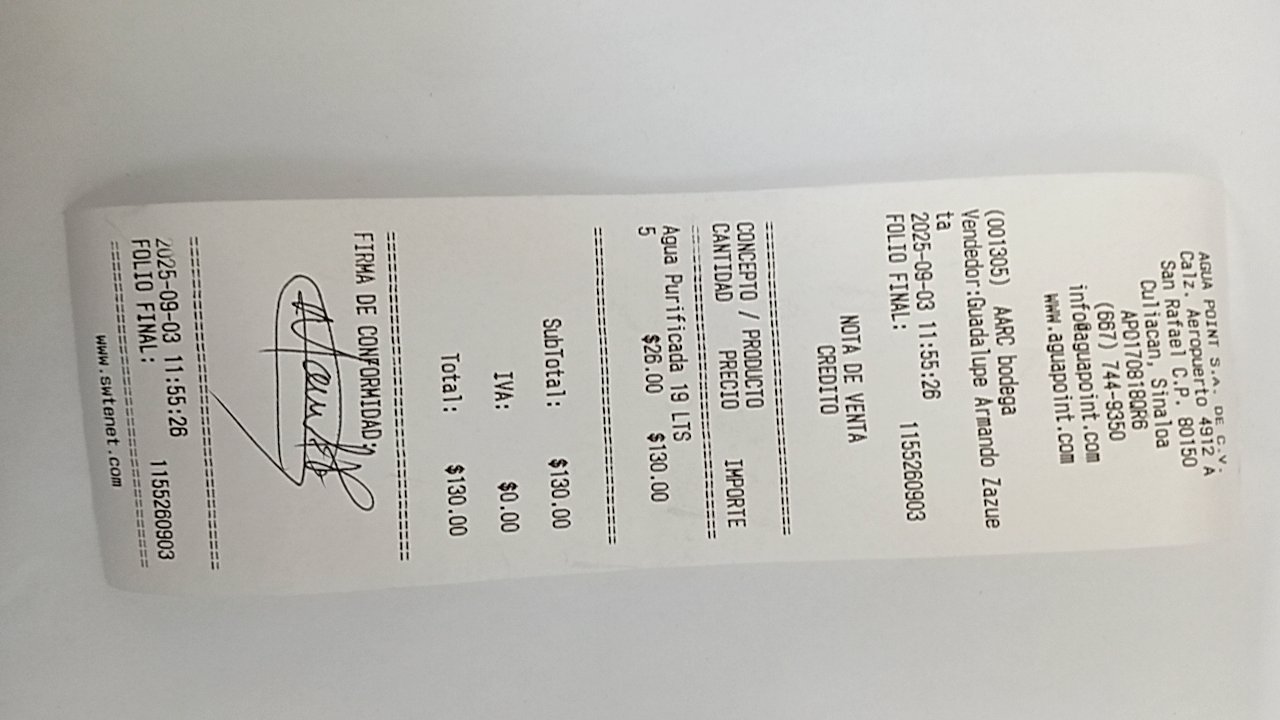 AGUA POINT S.A. DE C.V.
Calz. Aeropuerto 4912 A
San Rafael C.P. 80150
Culiacan, Sinaloa
APO170918QR6
(667) 744-9350
info@aguapoint.com
www.aguapoint.com
(001305) AARC bodega
Vendedor:Guadalupe Armando Zazue
ta
2025-09-03 11:55:26
FOLIO FINAL: 1155260903
NOTA DE VENTA
CREDITO
================================
CONCEPTO / PRODUCTO
CANTIDAD PRECIO IMPORTE
================================
Agua Purificada 19 LTS
5 $26.00 $130.00
================================
SubTotal: $130.00
IVA: $0.00
Total: $130.00
================================
FIRMA DE CONFORMIDAD:
================================
2025-09-03 11:55:26
FOLIO FINAL: 1155260903
================================
www.swtenet.com